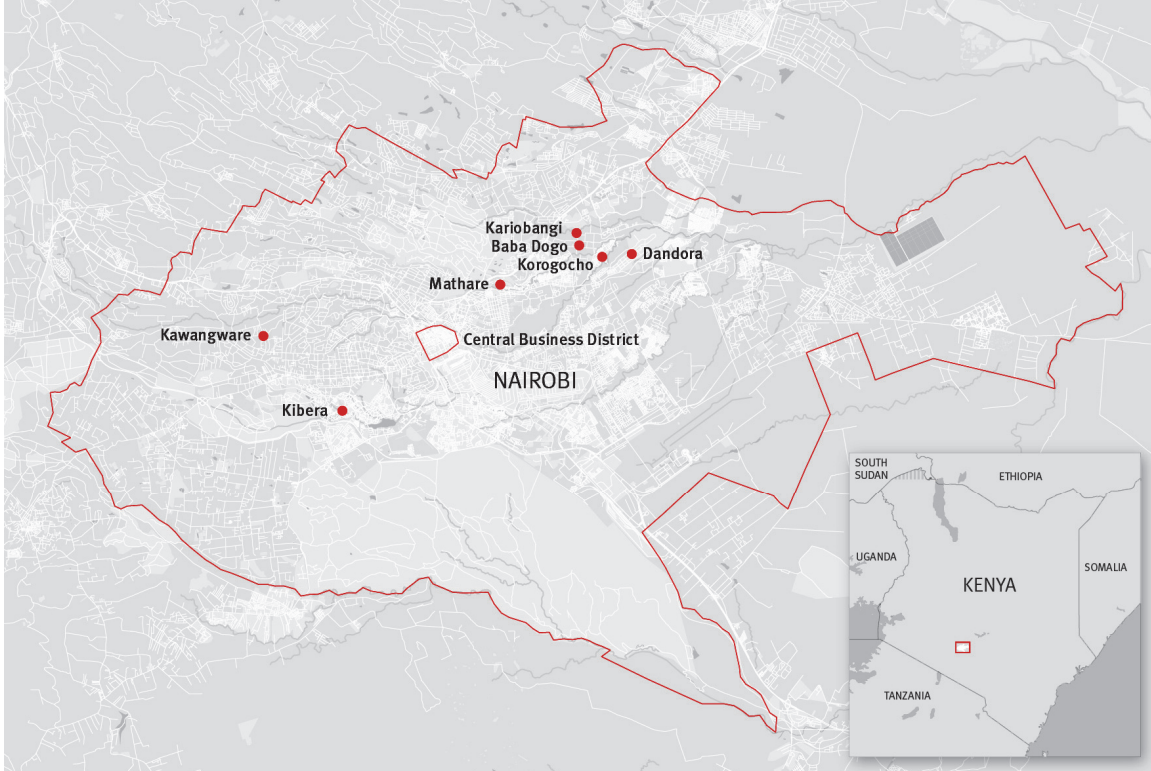 Kariobangi
Baba Dogo
Korogocho
Dandora
Mathare
Kawangware
Central Business District
NAIROBI
Kibera
SOUTH
SUDAN
ETHIOPIA
UGANDA
SOMALIA
KENYA
TANZANIA